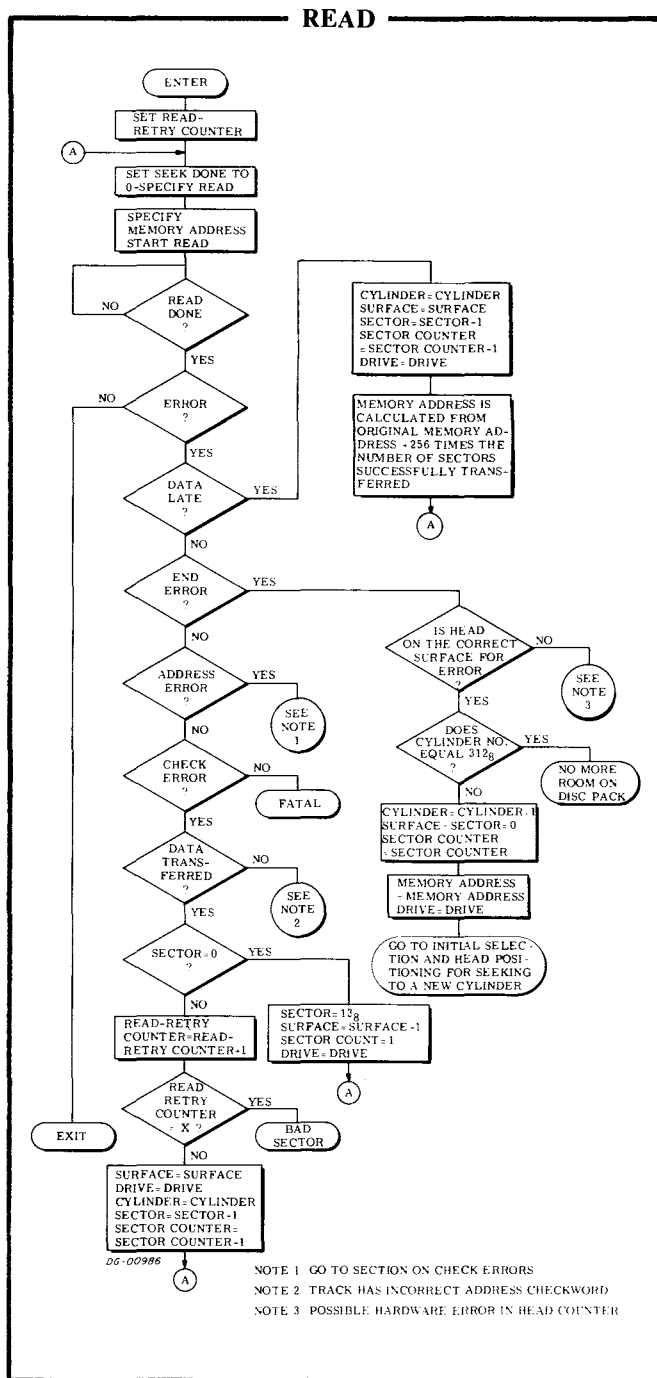 READ
ENTER
SET READ-
RETRY COUNTER
A
SET SEEK DONE TO
0-SPECIFY READ
SPECIFY
MEMORY ADDRESS
START READ
NO
READ
DONE
?
YES
NO
ERROR
?
YES
DATA
LATE
?
YES
NO
CYLINDER=CYLINDER
SURFACE=SURFACE
SECTOR=SECTOR-1
SECTOR COUNTER
=SECTOR COUNTER-1
DRIVE=DRIVE
MEMORY ADDRESS IS
CALCULATED FROM
ORIGINAL MEMORY AD-
DRESS +256 TIMES THE
NUMBER OF SECTORS
SUCCESSFULLY TRANS-
FERRED
A
END
ERROR
?
YES
NO
IS HEAD
ON THE CORRECT
SURFACE FOR
ERROR
?
NO
SEE
NOTE
3
YES
ADDRESS
ERROR
?
YES
SEE
NOTE
1
NO
DOES
CYLINDER NO.
EQUAL 312₈
?
YES
NO MORE
ROOM ON
DISC PACK
NO
CHECK
ERROR
?
NO
FATAL
YES
CYLINDER=CYLINDER+1
SURFACE - SECTOR=0
SECTOR COUNTER
=SECTOR COUNTER
DATA
TRANS-
FERRED
?
NO
SEE
NOTE
2
YES
MEMORY ADDRESS
= MEMORY ADDRESS
DRIVE=DRIVE
GO TO INITIAL SELEC-
TION AND HEAD POSI-
TIONING FOR SEEKING
TO A NEW CYLINDER
SECTOR=0
?
YES
NO
SECTOR=13₈
SURFACE=SURFACE-1
SECTOR COUNT=1
DRIVE=DRIVE
A
READ-RETRY
COUNTER=READ-
RETRY COUNTER+1
READ
RETRY
COUNTER
= X ?
YES
BAD
SECTOR
NO
EXIT
SURFACE=SURFACE
DRIVE=DRIVE
CYLINDER=CYLINDER
SECTOR=SECTOR-1
SECTOR COUNTER=
SECTOR COUNTER-1
DG-00986
A
NOTE 1 GO TO SECTION ON CHECK ERRORS
NOTE 2 TRACK HAS INCORRECT ADDRESS CHECKWORD
NOTE 3 POSSIBLE HARDWARE ERROR IN HEAD COUNTER